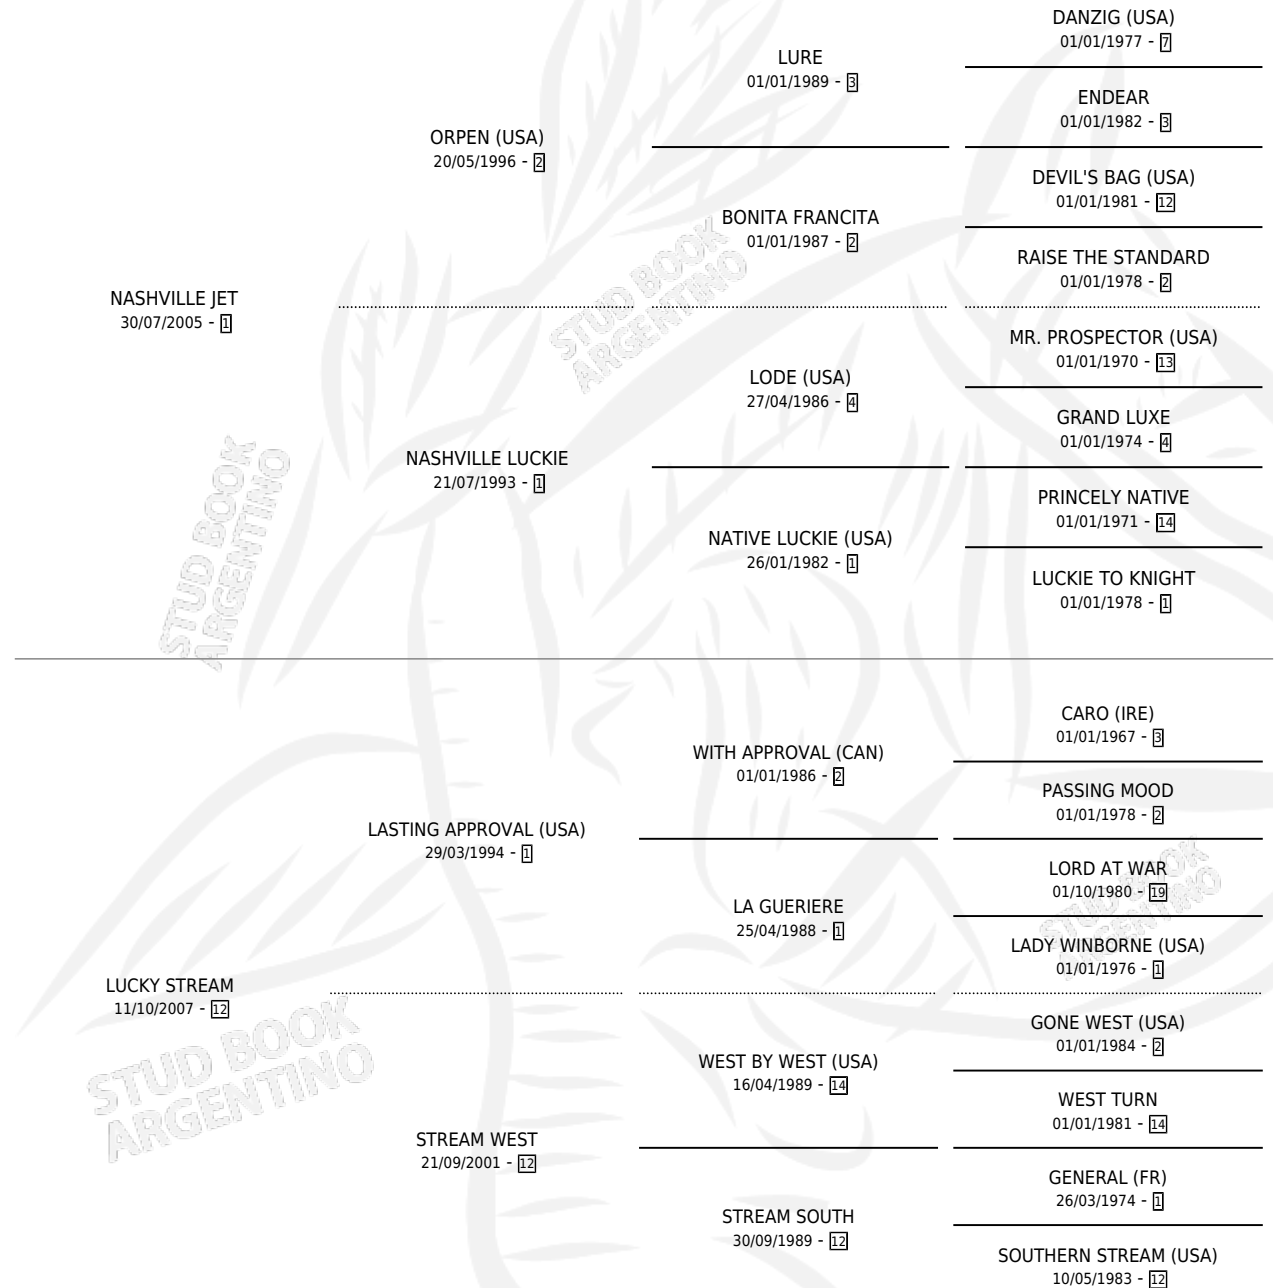 DANZIG (USA)
01/01/1977 - 7
LURE
01/01/1989 - 3
ENDEAR
01/01/1982 - 3
ORPEN (USA)
20/05/1996 - 2
DEVIL'S BAG (USA)
01/01/1981 - 12
BONITA FRANCITA
01/01/1987 - 2
RAISE THE STANDARD
01/01/1978 - 2
STUD BOOK
ARGENTINO
NASHVILLE JET
30/07/2005 - 1
MR. PROSPECTOR (USA)
01/01/1970 - 13
LODE (USA)
27/04/1986 - 4
GRAND LUXE
01/01/1974 - 4
NASHVILLE LUCKIE
21/07/1993 - 1
PRINCELY NATIVE
01/01/1971 - 14
NATIVE LUCKIE (USA)
26/01/1982 - 1
LUCKIE TO KNIGHT
01/01/1978 - 1
STUD BOOK
ARGENTINO
CARO (IRE)
01/01/1967 - 3
WITH APPROVAL (CAN)
01/01/1986 - 2
PASSING MOOD
01/01/1978 - 2
LASTING APPROVAL (USA)
29/03/1994 - 1
LORD AT WAR
01/10/1980 - 19
LA GUERIERE
25/04/1988 - 1
LADY WINBORNE (USA)
01/01/1976 - 1
STUD BOOK
ARGENTINO
LUCKY STREAM
11/10/2007 - 12
GONE WEST (USA)
01/01/1984 - 2
WEST BY WEST (USA)
16/04/1989 - 14
WEST TURN
01/01/1981 - 14
STUD BOOK
ARGENTINO
STREAM WEST
21/09/2001 - 12
GENERAL (FR)
26/03/1974 - 1
STREAM SOUTH
30/09/1989 - 12
SOUTHERN STREAM (USA)
10/05/1983 - 12